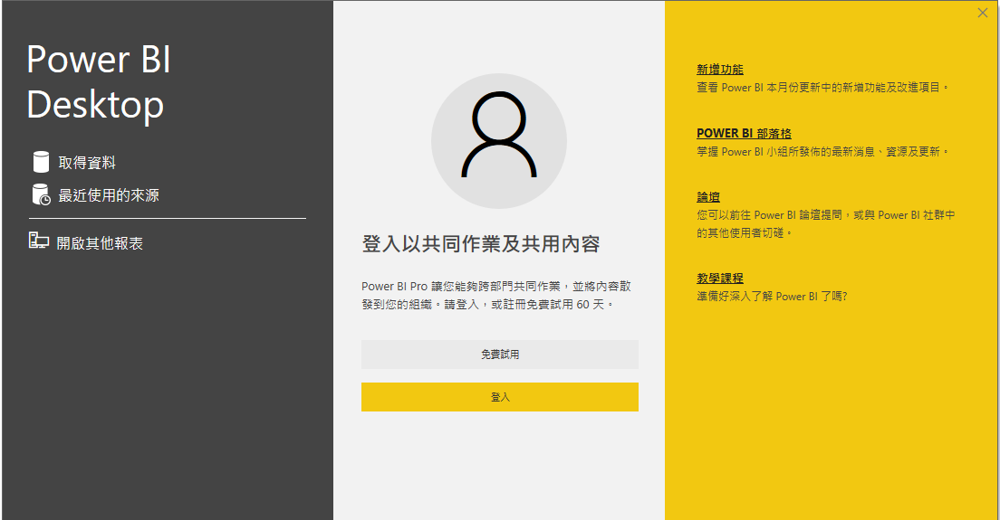 Power BI
Desktop
取得資料
最近使用的來源
開啟其他報表
登入以共同作業及共用內容
Power BI Pro 讓您能夠跨部門共同作業，並將內容散
發到您的組織。請登入，或註冊免費試用 60 天。
免費試用
登入
新增功能
查看 Power BI 本月份更新中的新增功能及改進項目。
POWER BI 部落格
掌握 Power BI 小組所發佈的最新消息、資源及更新。
論壇
您可以前往 Power BI 論壇提問，或與 Power BI 社群中
的其他使用者切磋。
教學課程
準備好深入了解 Power BI 了嗎?